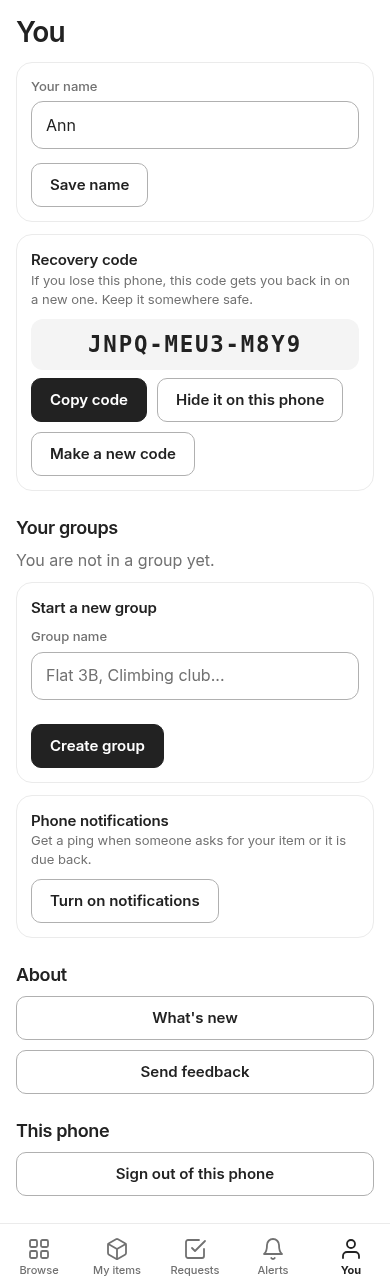 You
Your name
Ann
Save name
Recovery code
If you lose this phone, this code gets you back in on
a new one. Keep it somewhere safe.
JNPQ-MEU3-M8Y9
Copy code
Hide it on this phone
Make a new code
Your groups
You are not in a group yet.
Start a new group
Group name
Flat 3B, Climbing club...
Create group
Phone notifications
Get a ping when someone asks for your item or it is
due back.
Turn on notifications
About
What's new
Send feedback
This phone
Sign out of this phone
Browse
My items
Requests
Alerts
You